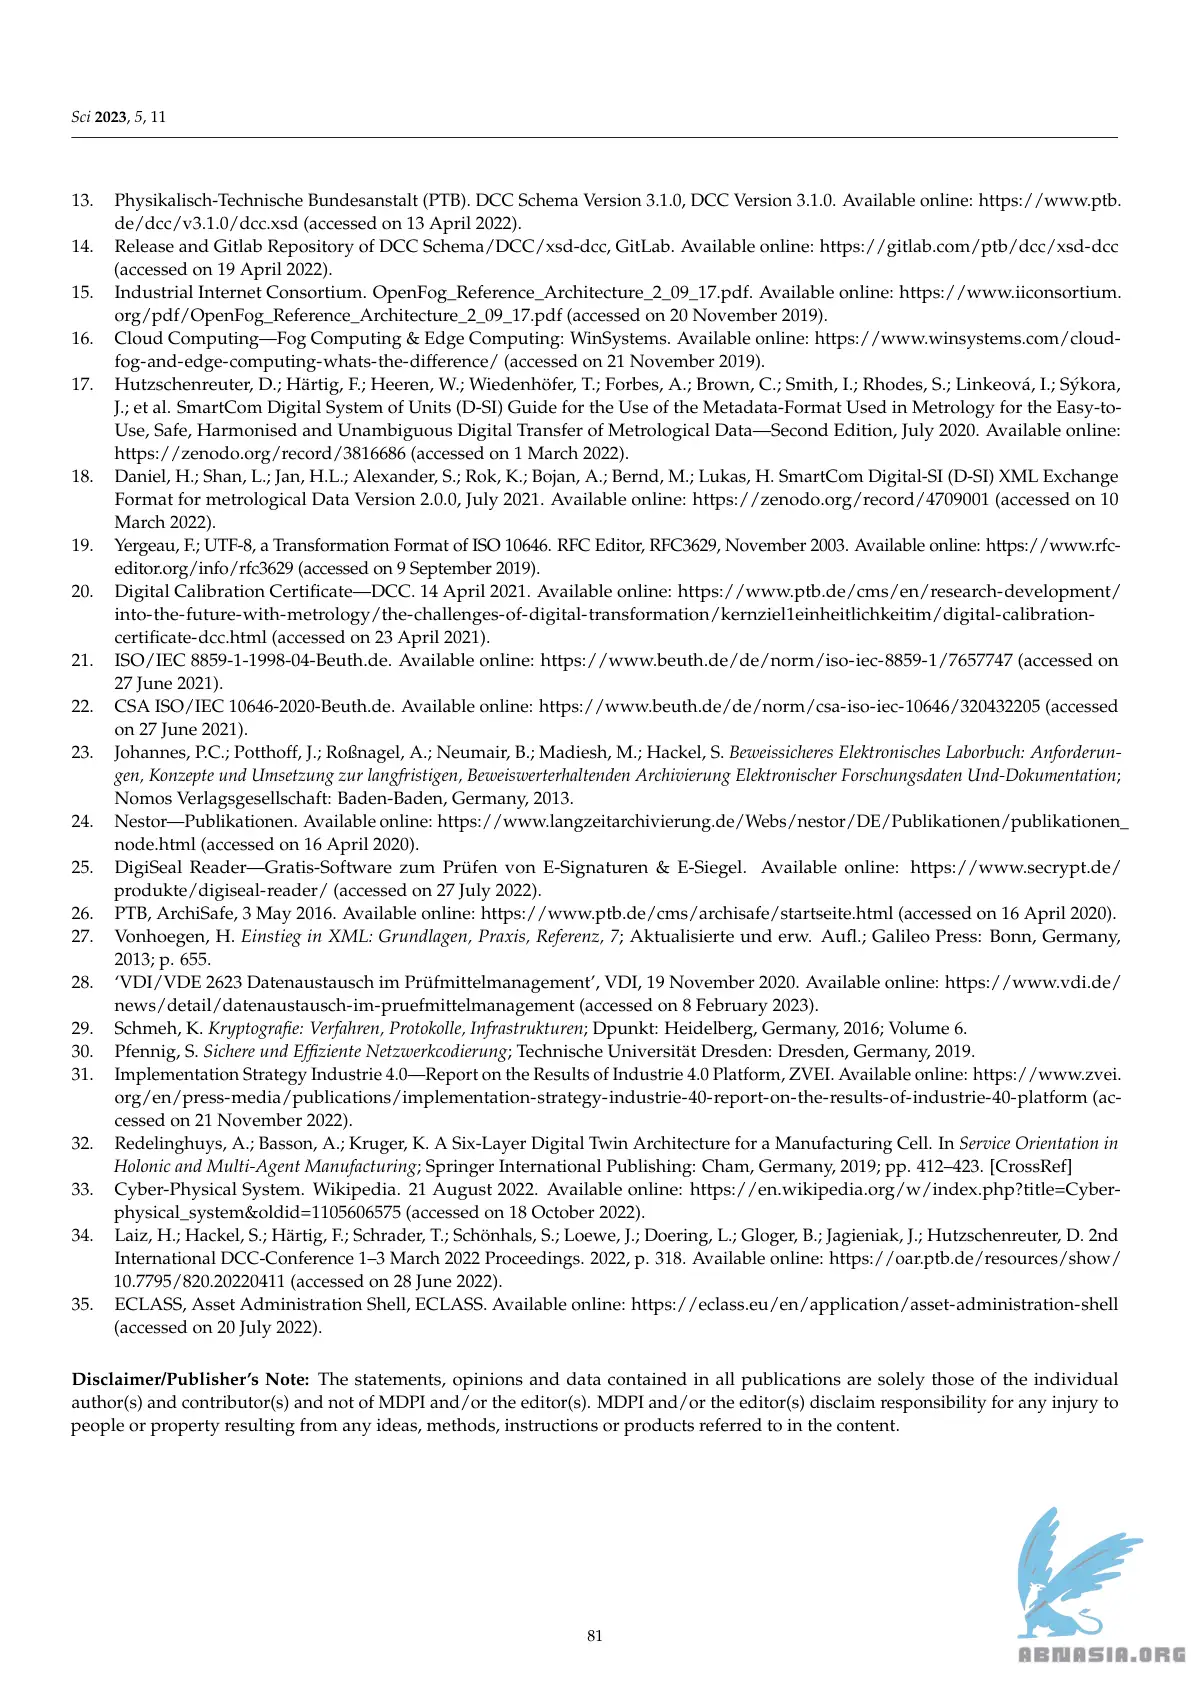 Sci 2023, 5, 11
13. Physikalisch-Technische Bundesanstalt (PTB). DCC Schema Version 3.1.0, DCC Version 3.1.0. Available online: https://www.ptb.
de/dcc/v3.1.0/dcc.xsd (accessed on 13 April 2022).
14. Release and Gitlab Repository of DCC Schema/DCC/xsd-dcc, GitLab. Available online: https://gitlab.com/ptb/dcc/xsd-dcc
(accessed on 19 April 2022).
15. Industrial Internet Consortium. OpenFog_Reference_Architecture_2_09_17.pdf. Available online: https://www.iiconsortium.
org/pdf/OpenFog_Reference_Architecture_2_09_17.pdf (accessed on 20 November 2019).
16. Cloud Computing—Fog Computing & Edge Computing: WinSystems. Available online: https://www.winsystems.com/cloud-
fog-and-edge-computing-whats-the-difference/ (accessed on 21 November 2019).
17. Hutzschenreuter, D.; Härtig, F.; Heeren, W.; Wiedenhöfer, T.; Forbes, A.; Brown, C.; Smith, I.; Rhodes, S.; Linkeová, I.; Sýkora,
J.; et al. SmartCom Digital System of Units (D-SI) Guide for the Use of the Metadata-Format Used in Metrology for the Easy-to-
Use, Safe, Harmonised and Unambiguous Digital Transfer of Metrological Data—Second Edition, July 2020. Available online:
https://zenodo.org/record/3816686 (accessed on 1 March 2022).
18. Daniel, H.; Shan, L.; Jan, H.L.; Alexander, S.; Rok, K.; Bojan, A.; Bernd, M.; Lukas, H. SmartCom Digital-SI (D-SI) XML Exchange
Format for metrological Data Version 2.0.0, July 2021. Available online: https://zenodo.org/record/4709001 (accessed on 10
March 2022).
19. Yergeau, F.; UTF-8, a Transformation Format of ISO 10646. RFC Editor, RFC3629, November 2003. Available online: https://www.rfc-
editor.org/info/rfc3629 (accessed on 9 September 2019).
20. Digital Calibration Certificate—DCC. 14 April 2021. Available online: https://www.ptb.de/cms/en/research-development/
into-the-future-with-metrology/the-challenges-of-digital-transformation/kernziel1einheitlichkeitim/digital-calibration-
certificate-dcc.html (accessed on 23 April 2021).
21. ISO/IEC 8859-1-1998-04-Beuth.de. Available online: https://www.beuth.de/de/norm/iso-iec-8859-1/7657747 (accessed on
27 June 2021).
22. CSA ISO/IEC 10646-2020-Beuth.de. Available online: https://www.beuth.de/de/norm/csa-iso-iec-10646/320432205 (accessed
on 27 June 2021).
23. Johannes, P.C.; Potthoff, J.; Roßnagel, A.; Neumair, B.; Madiesh, M.; Hackel, S. Beweissicheres Elektronisches Laborbuch: Anforderun-
gen, Konzepte und Umsetzung zur langfristigen, Beweiswerterhaltenden Archivierung Elektronischer Forschungsdaten Und-Dokumentation;
Nomos Verlagsgesellschaft: Baden-Baden, Germany, 2013.
24. Nestor—Publikationen. Available online: https://www.langzeitarchivierung.de/Webs/nestor/DE/Publikationen/publikationen_
node.html (accessed on 16 April 2020).
25. DigiSeal Reader—Gratis-Software zum Prüfen von E-Signaturen & E-Siegel. Available online: https://www.secrypt.de/
produkte/digiseal-reader/ (accessed on 27 July 2022).
26. PTB, ArchiSafe, 3 May 2016. Available online: https://www.ptb.de/cms/archisafe/startseite.html (accessed on 16 April 2020).
27. Vonhoegen, H. Einstieg in XML: Grundlagen, Praxis, Referenz, 7; Aktualisierte und erw. Aufl.; Galileo Press: Bonn, Germany,
2013; p. 655.
28. ‘VDI/VDE 2623 Datenaustausch im Prüfmittelmanagement’, VDI, 19 November 2020. Available online: https://www.vdi.de/
news/detail/datenaustausch-im-pruefmittelmanagement (accessed on 8 February 2023).
29. Schmeh, K. Kryptografie: Verfahren, Protokolle, Infrastrukturen; Dpunkt: Heidelberg, Germany, 2016; Volume 6.
30. Pfennig, S. Sichere und Effiziente Netzwerkcodierung; Technische Universität Dresden: Dresden, Germany, 2019.
31. Implementation Strategy Industrie 4.0—Report on the Results of Industrie 4.0 Platform, ZVEI. Available online: https://www.zvei.
org/en/press-media/publications/implementation-strategy-industrie-40-report-on-the-results-of-industrie-40-platform (ac-
cessed on 21 November 2022).
32. Redelinghuys, A.; Basson, A.; Kruger, K. A Six-Layer Digital Twin Architecture for a Manufacturing Cell. In Service Orientation in
Holonic and Multi-Agent Manufacturing; Springer International Publishing: Cham, Germany, 2019; pp. 412–423. [CrossRef]
33. Cyber-Physical System. Wikipedia. 21 August 2022. Available online: https://en.wikipedia.org/w/index.php?title=Cyber-
physical_system&oldid=1105606575 (accessed on 18 October 2022).
34. Laiz, H.; Hackel, S.; Härtig, F.; Schrader, T.; Schönhals, S.; Loewe, J.; Doering, L.; Gloger, B.; Jagieniak, J.; Hutzschenreuter, D. 2nd
International DCC-Conference 1–3 March 2022 Proceedings. 2022, p. 318. Available online: https://oar.ptb.de/resources/show/
10.7795/820.20220411 (accessed on 28 June 2022).
35. ECLASS, Asset Administration Shell, ECLASS. Available online: https://eclass.eu/en/application/asset-administration-shell
(accessed on 20 July 2022).
Disclaimer/Publisher’s Note: The statements, opinions and data contained in all publications are solely those of the individual
author(s) and contributor(s) and not of MDPI and/or the editor(s). MDPI and/or the editor(s) disclaim responsibility for any injury to
people or property resulting from any ideas, methods, instructions or products referred to in the content.
81
ABNASIA.ORG